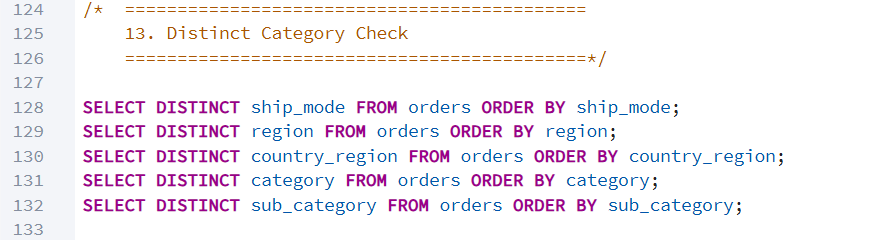 124 /* ============================================
125 13. Distinct Category Check
126 ============================================*/
127
128 SELECT DISTINCT ship_mode FROM orders ORDER BY ship_mode;
129 SELECT DISTINCT region FROM orders ORDER BY region;
130 SELECT DISTINCT country_region FROM orders ORDER BY country_region;
131 SELECT DISTINCT category FROM orders ORDER BY category;
132 SELECT DISTINCT sub_category FROM orders ORDER BY sub_category;
133